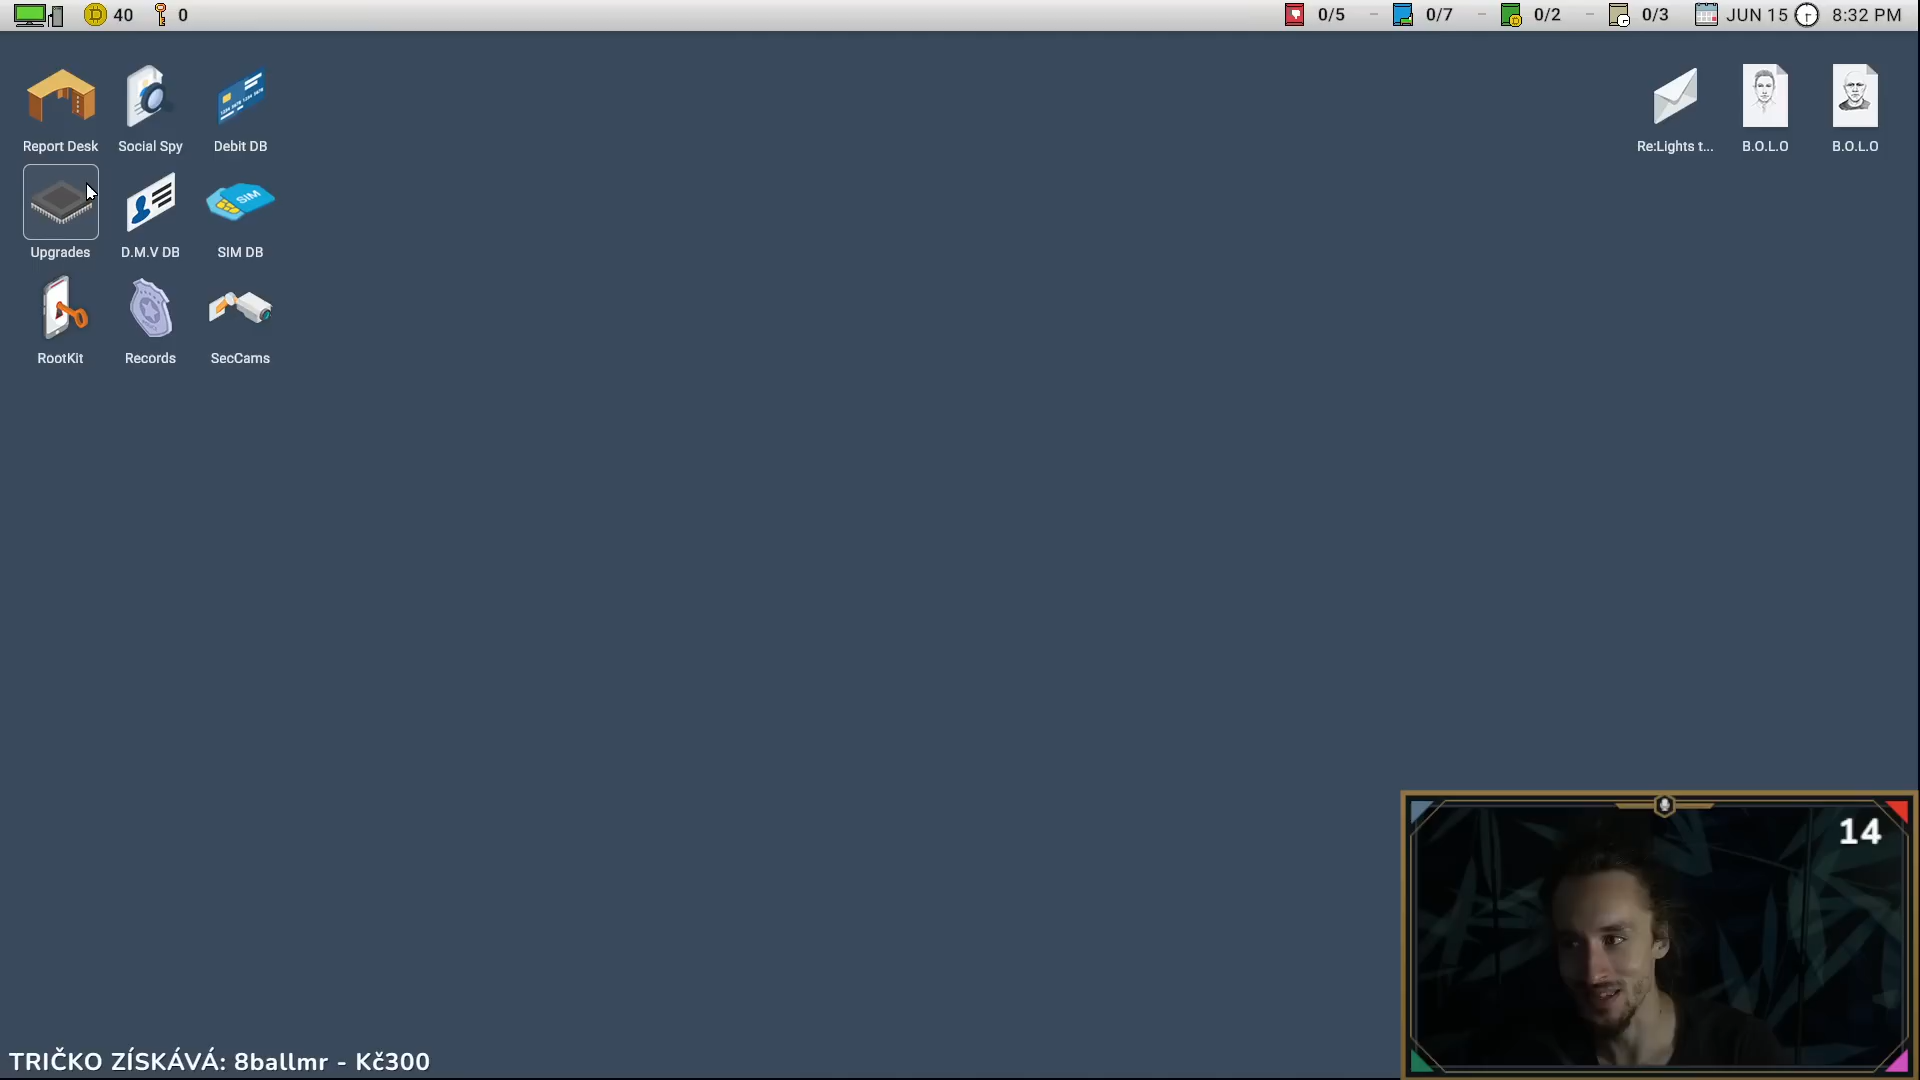 40 0 0/5 - 0/7 - 0/2 - 0/3 JUN 15 8:32 PM
Report Desk Social Spy Debit DB Re:Lights t... B.O.L.O B.O.L.O
SIM
Upgrades D.M.V DB SIM DB
RootKit Records SecCams
14
TRIČKO ZÍSKÁVÁ: 8ballmr - Kč300